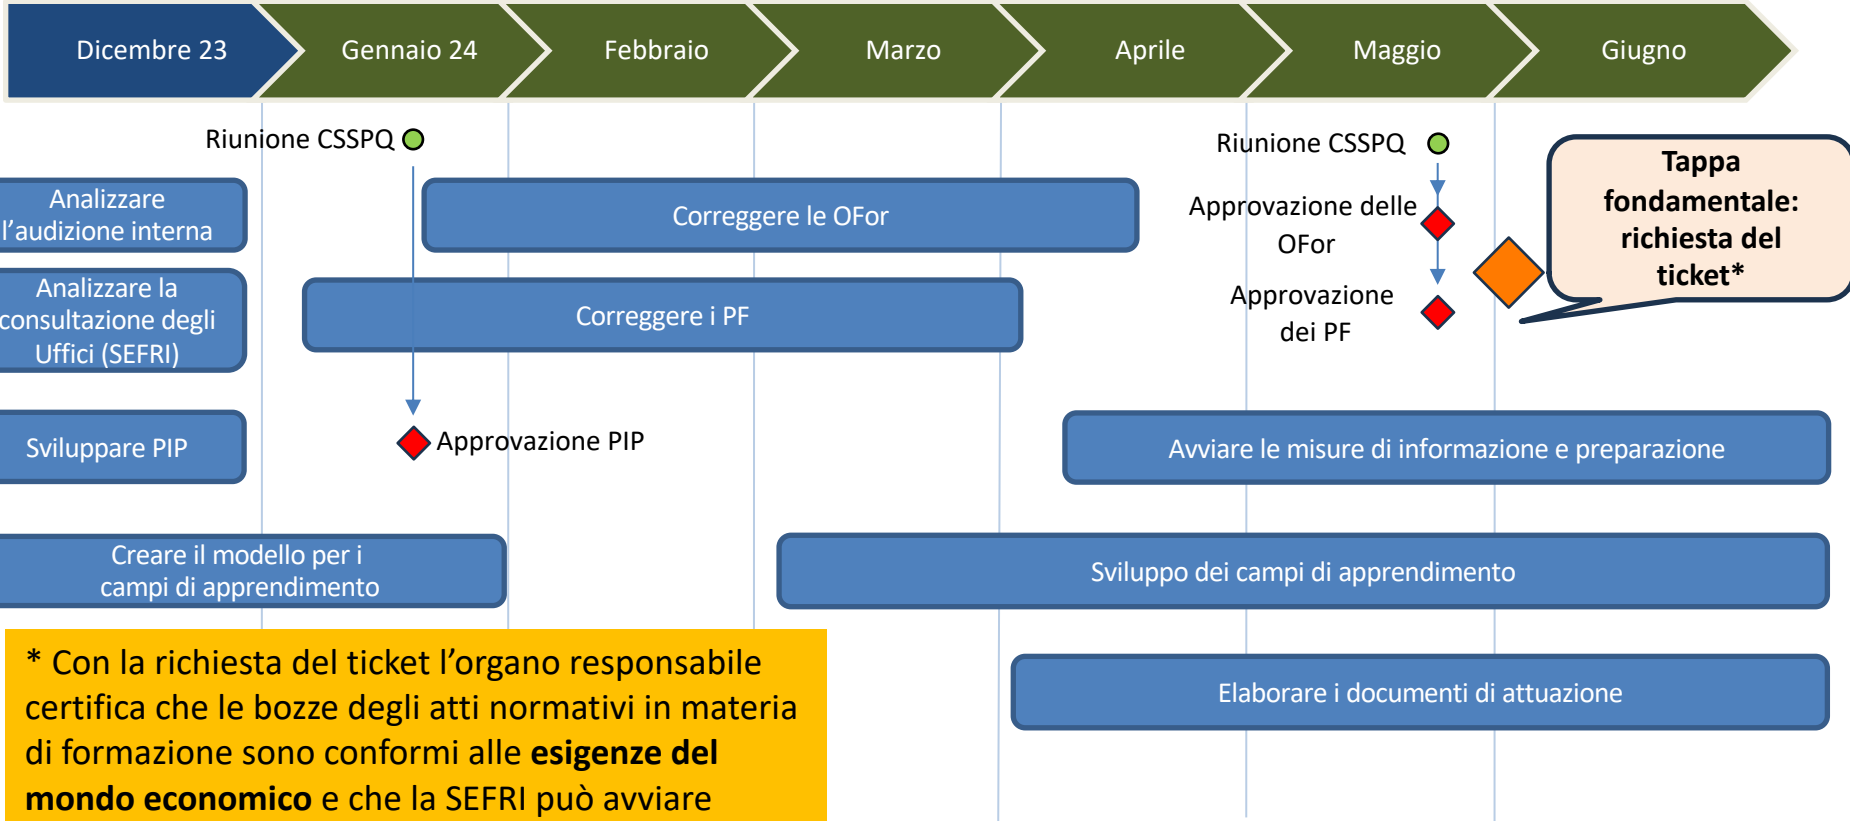 Dicembre 23
Gennaio 24
Febbraio
Marzo
Aprile
Maggio
Giugno
Riunione CSSPQ
Riunione CSSPQ
Tappa
fondamentale:
richiesta del
ticket*
Analizzare
l’audizione interna
Correggere le OFor
Approvazione delle
OFor
Analizzare la
consultazione degli
Uffici (SEFRI)
Correggere i PF
Approvazione
dei PF
Sviluppare PIP
Approvazione PIP
Avviare le misure di informazione e preparazione
Creare il modello per i
campi di apprendimento
Sviluppo dei campi di apprendimento
Elaborare i documenti di attuazione
* Con la richiesta del ticket l’organo responsabile
certifica che le bozze degli atti normativi in materia
di formazione sono conformi alle esigenze del
mondo economico e che la SEFRI può avviare